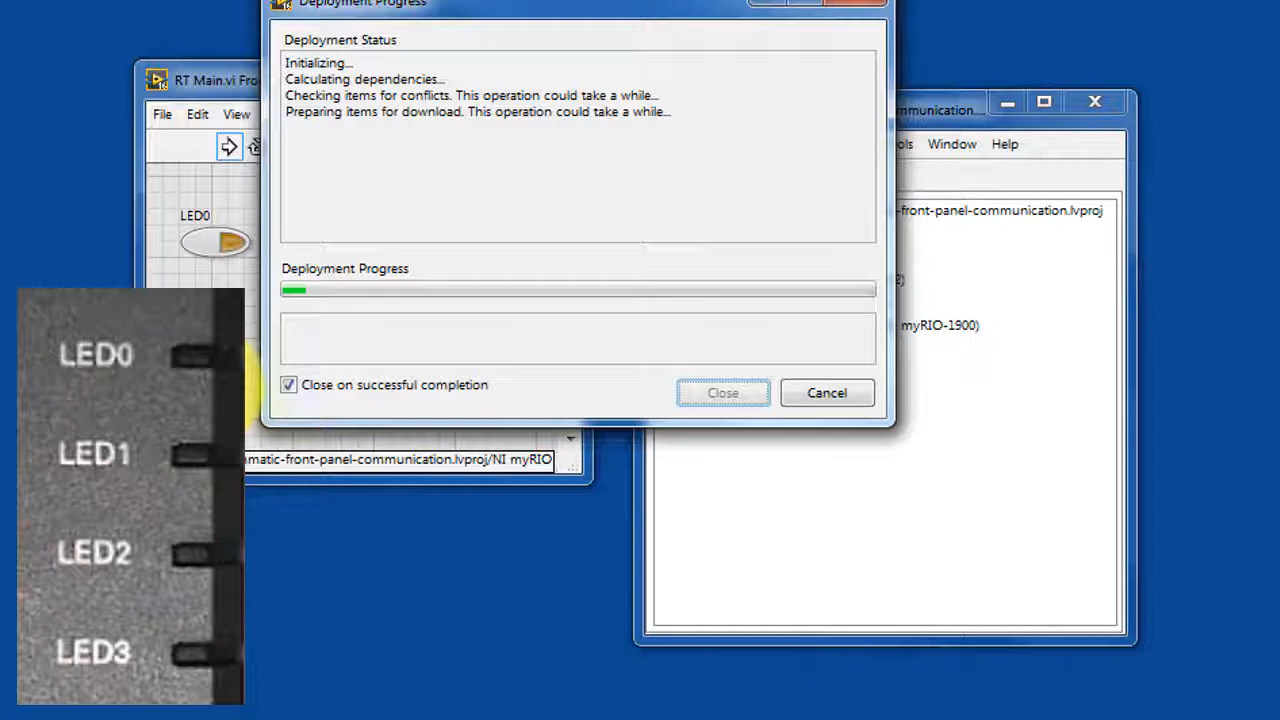 Deployment Progress
Deployment Status
Initializing...
Calculating dependencies...
Checking items for conflicts. This operation could take a while...
Preparing items for download. This operation could take a while...
Deployment Progress
Close on successful completion
Close
Cancel
RT Main.vi Fro
File Edit View
LED0
matic-front-panel-communication.lvproj/NI myRIO
mmunication....
ols Window Help
-front-panel-communication.lvproj
2)
myRIO-1900)
LED0
LED1
LED2
LED3